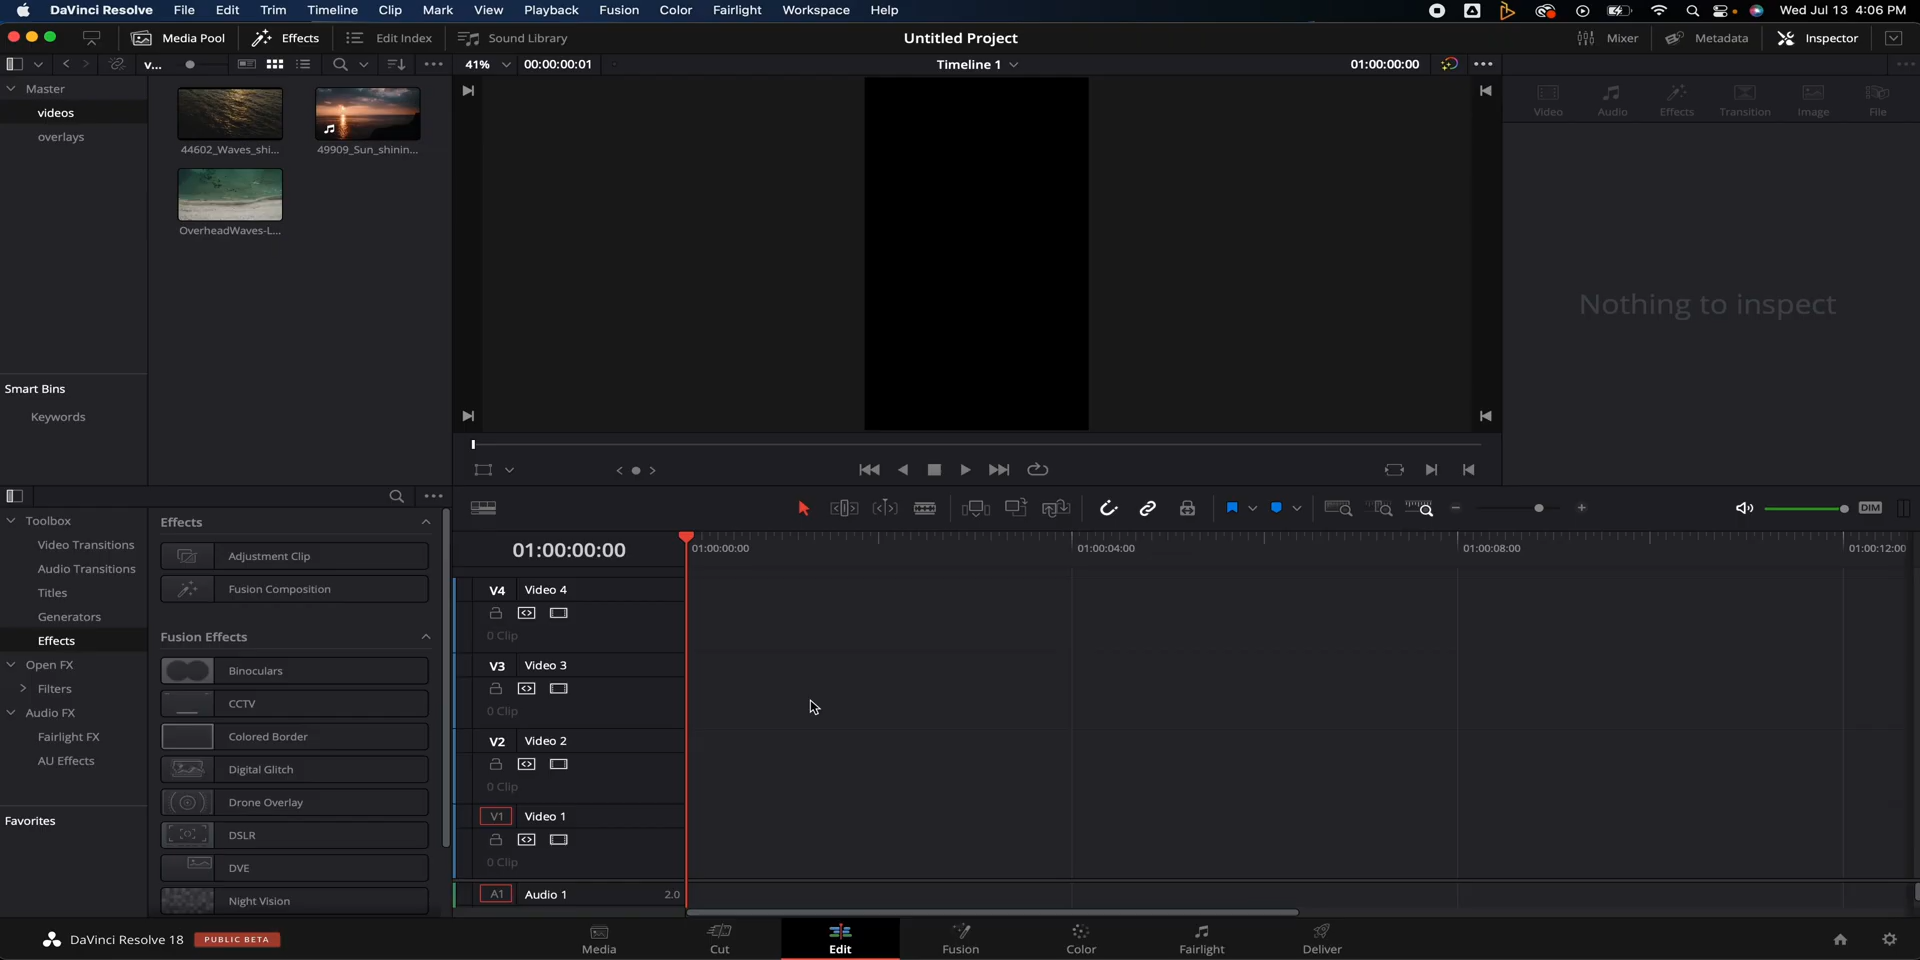 DaVinci Resolve File Edit Trim Timeline Clip Mark View Playback Fusion Color Fairlight Workspace Help Wed Jul 13 4:06 PM
Media Pool Effects Edit Index Sound Library Untitled Project Mixer Metadata Inspector
v... 41% 00:00:00:01 Timeline 1 01:00:00:00
Master
videos
overlays
44602_Waves_shi... 49909_Sun_shinin...
OverheadWaves-L...
Video Audio Effects Transition Image File
Nothing to inspect
Smart Bins
Keywords
DIM
Toolbox
Video Transitions
Audio Transitions
Titles
Generators
Effects
Open FX
Filters
Audio FX
Fairlight FX
AU Effects
Favorites
Effects
Adjustment Clip
Fusion Composition
Fusion Effects
Binoculars
CCTV
Colored Border
Digital Glitch
Drone Overlay
DSLR
DVE
Night Vision
01:00:00:00 01:00:00:00 01:00:04:00 01:00:08:00 01:00:12:00
V4 Video 4
0 Clip
V3 Video 3
0 Clip
V2 Video 2
0 Clip
V1 Video 1
0 Clip
A1 Audio 1 2.0
DaVinci Resolve 18 PUBLIC BETA
Media Cut Edit Fusion Color Fairlight Deliver